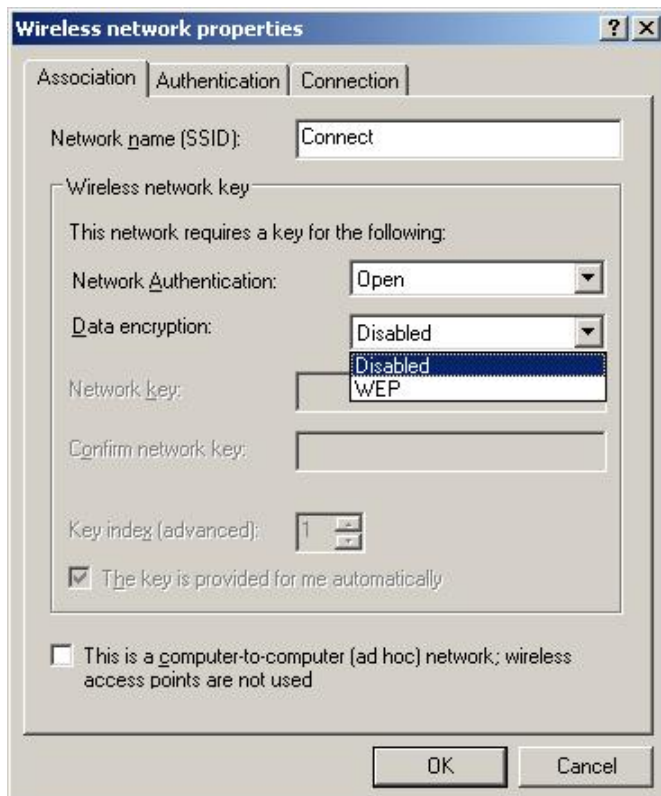 Wireless network properties
Association Authentication Connection
Network name (SSID): Connect
Wireless network key
This network requires a key for the following:
Network Authentication: Open
Data encryption: Disabled
Disabled
WEP
Network key:
Confirm network key:
Key index (advanced): 1
The key is provided for me automatically
This is a computer-to-computer (ad hoc) network; wireless
access points are not used
OK Cancel